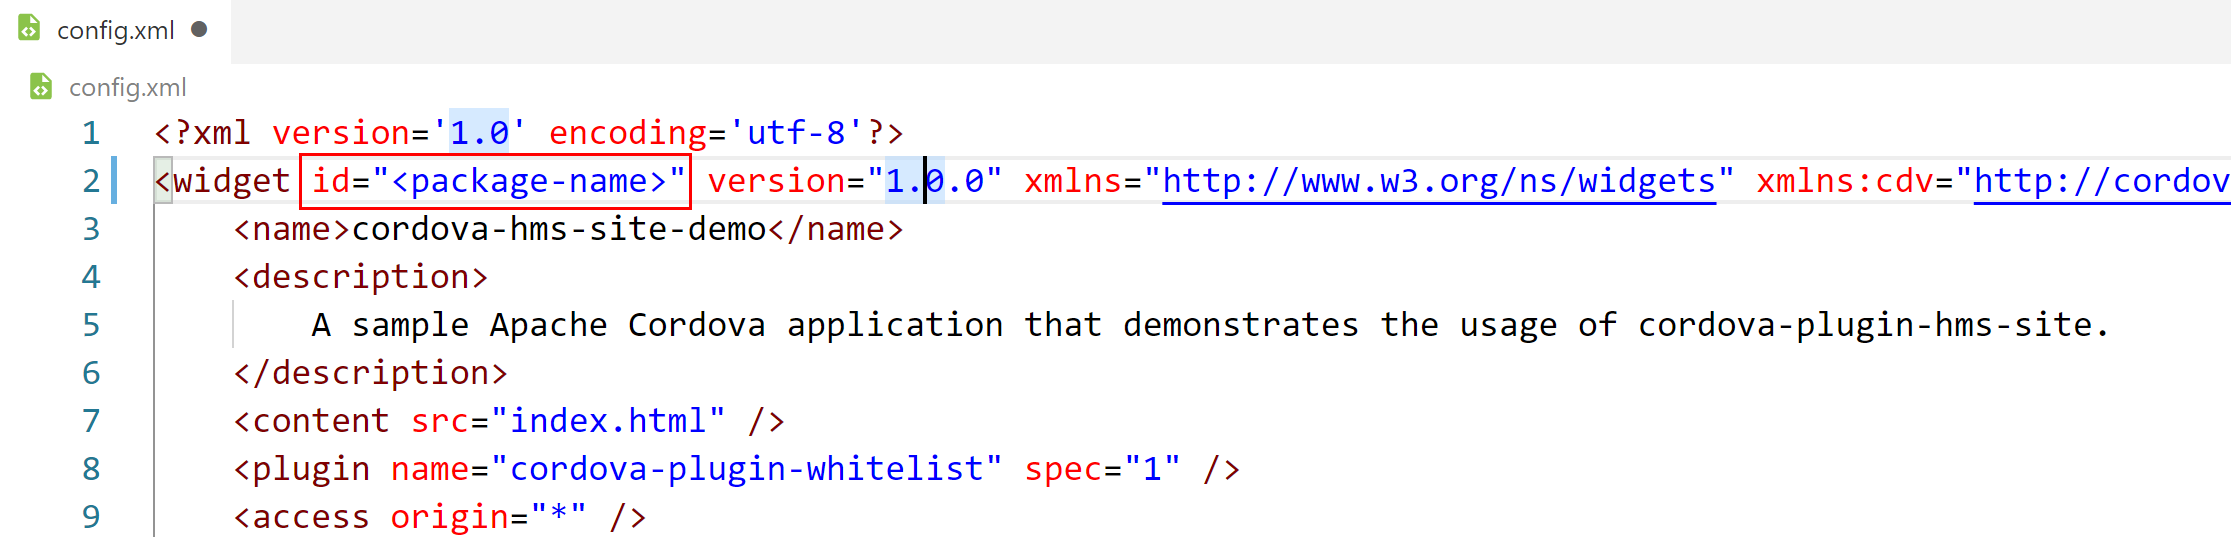 config.xml
config.xml
1 <?xml version='1.0' encoding='utf-8'?>
2 <widget id="<package-name>" version="1.0.0" xmlns="http://www.w3.org/ns/widgets" xmlns:cdv="http://cordov
3 <name>cordova-hms-site-demo</name>
4 <description>
5 A sample Apache Cordova application that demonstrates the usage of cordova-plugin-hms-site.
6 </description>
7 <content src="index.html" />
8 <plugin name="cordova-plugin-whitelist" spec="1" />
9 <access origin="*" />